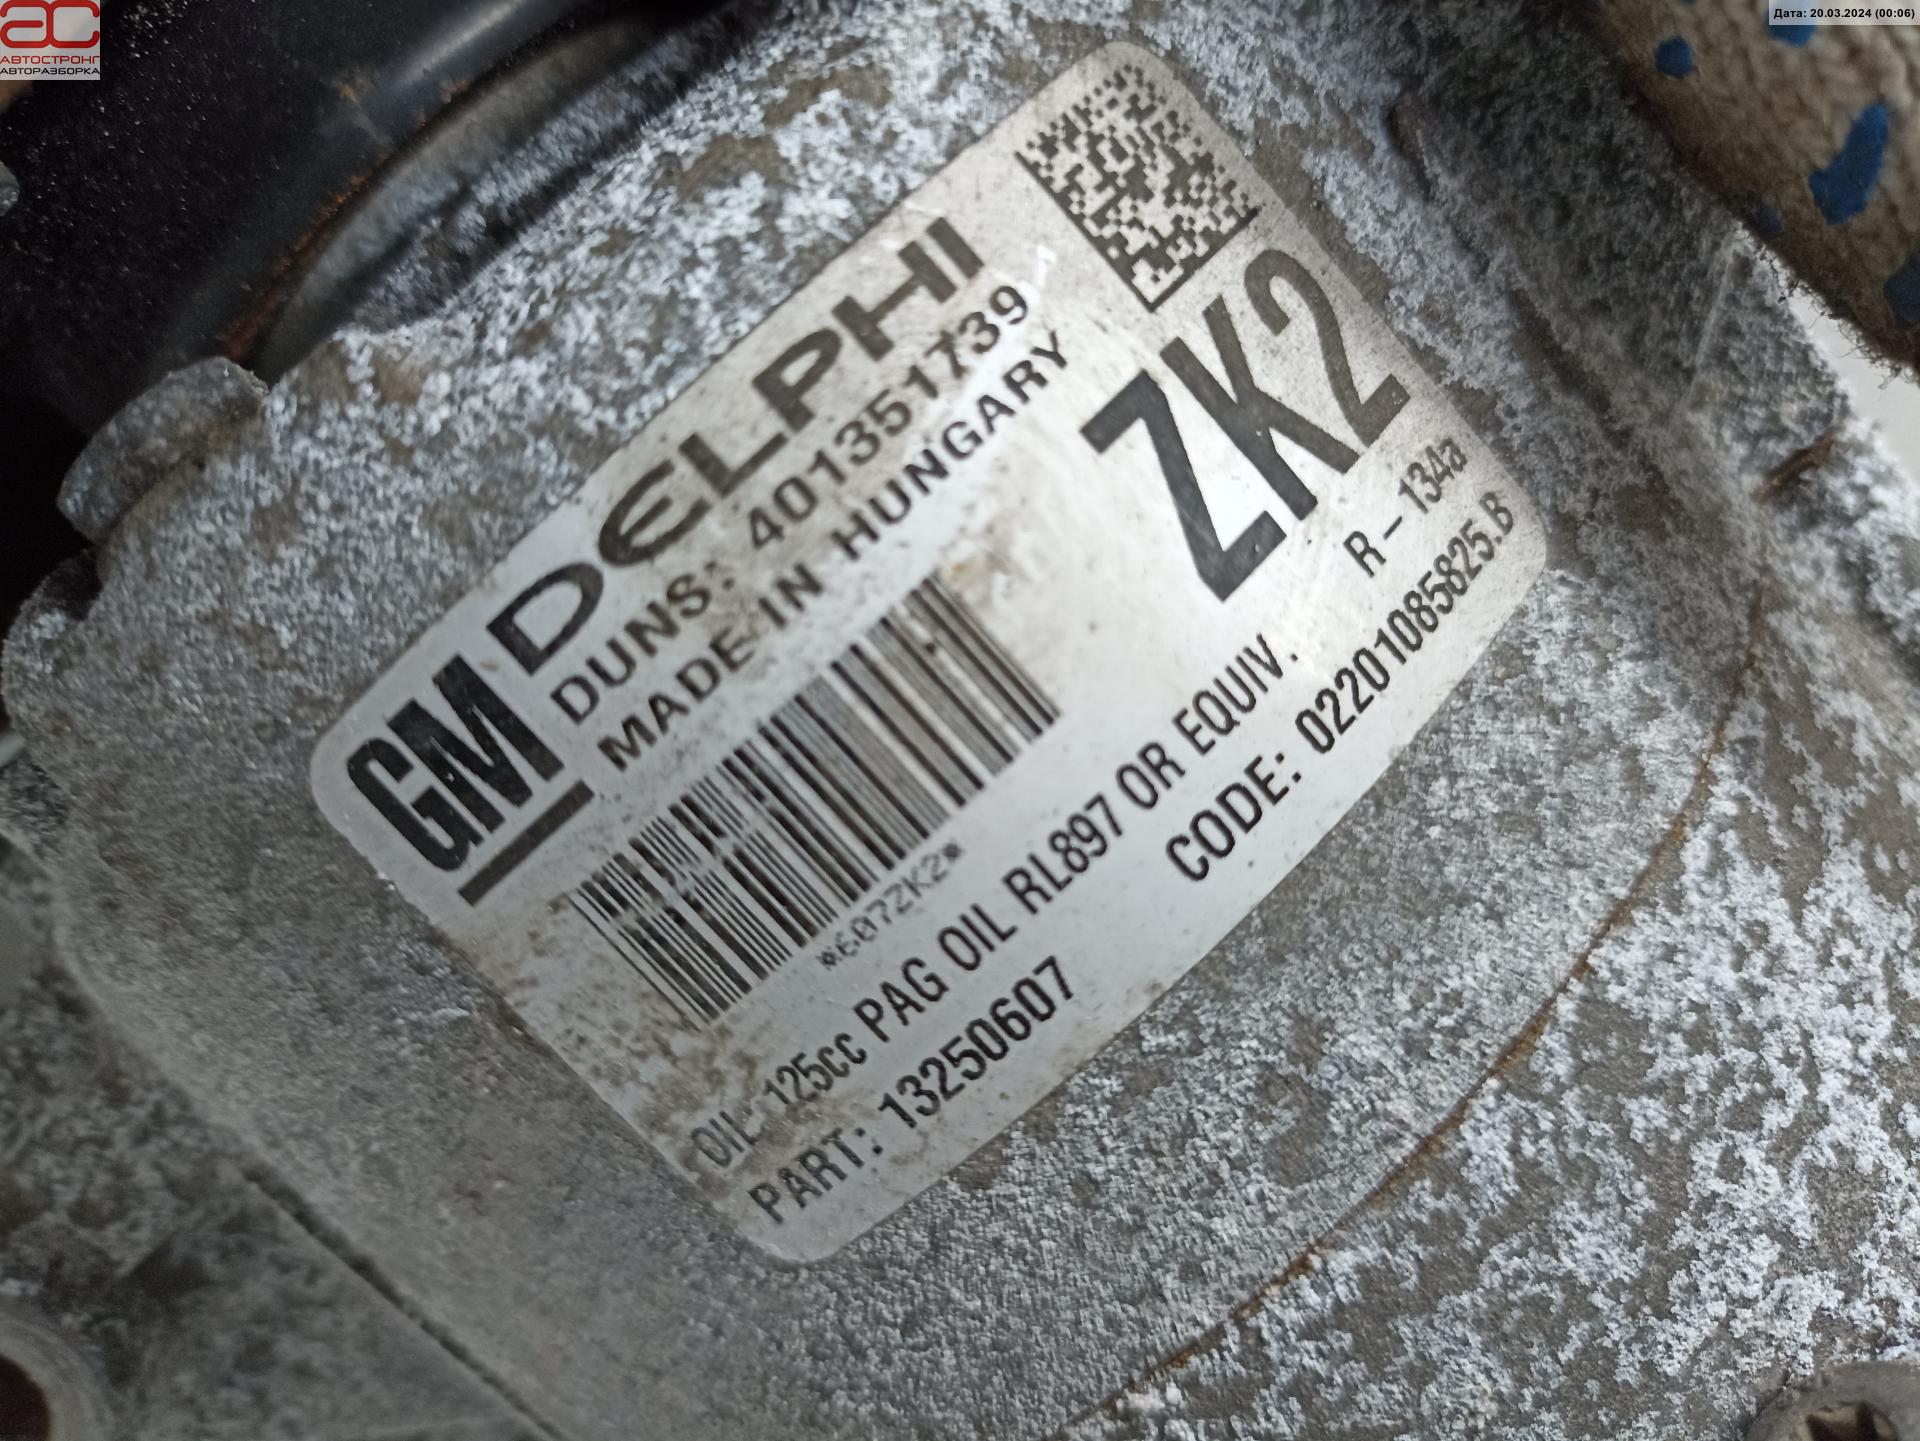 АС
АВТОСТРОНГ
АВТОРАЗБОРКА
Дата: 20.03.2024 (00:06)
GM
DELPHI
DUNS: 401351739
MADE IN HUNGARY
*607ZK2*
ZK2
R-134a
OIL 125CC PAG OIL RL897 OR EQUIV.
CODE: 02201085825.B
PART: 13250607